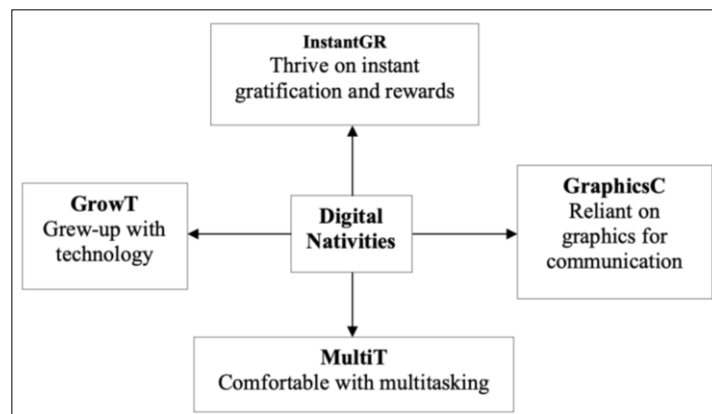 InstantGR
Thrive on instant
gratification and rewards
GrowT
Grew-up with
technology
Digital
Nativities
GraphicsC
Reliant on
graphics for
communication
MultiT
Comfortable with multitasking